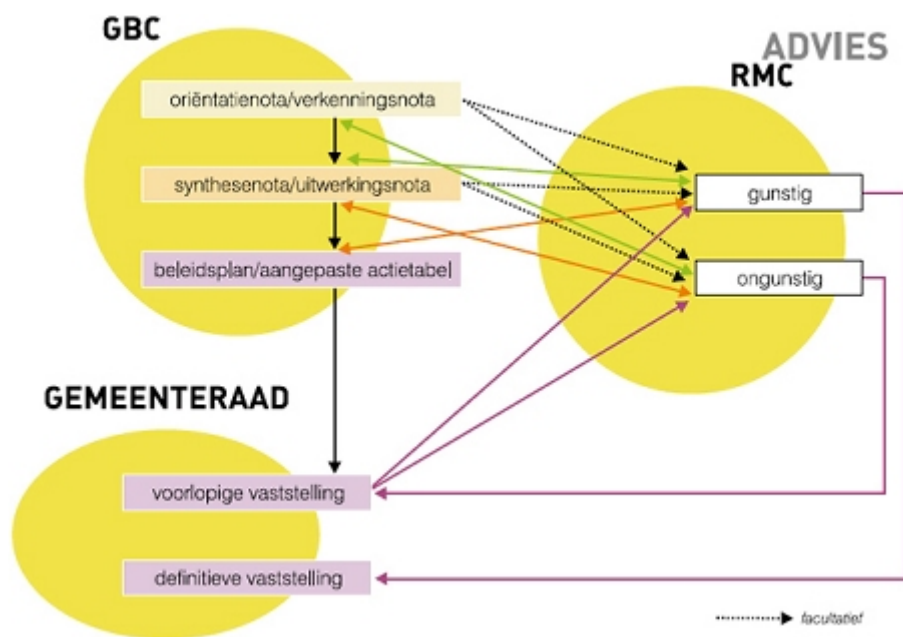 GBC
ADVIES
RMC
oriëntatienota/verkenningsnota
synthesenota/uitwerkingsnota
gunstig
beleidsplan/aangepaste actietabel
ongunstig
GEMEENTERAAD
voorlopige vaststelling
definitieve vaststelling
facultatief